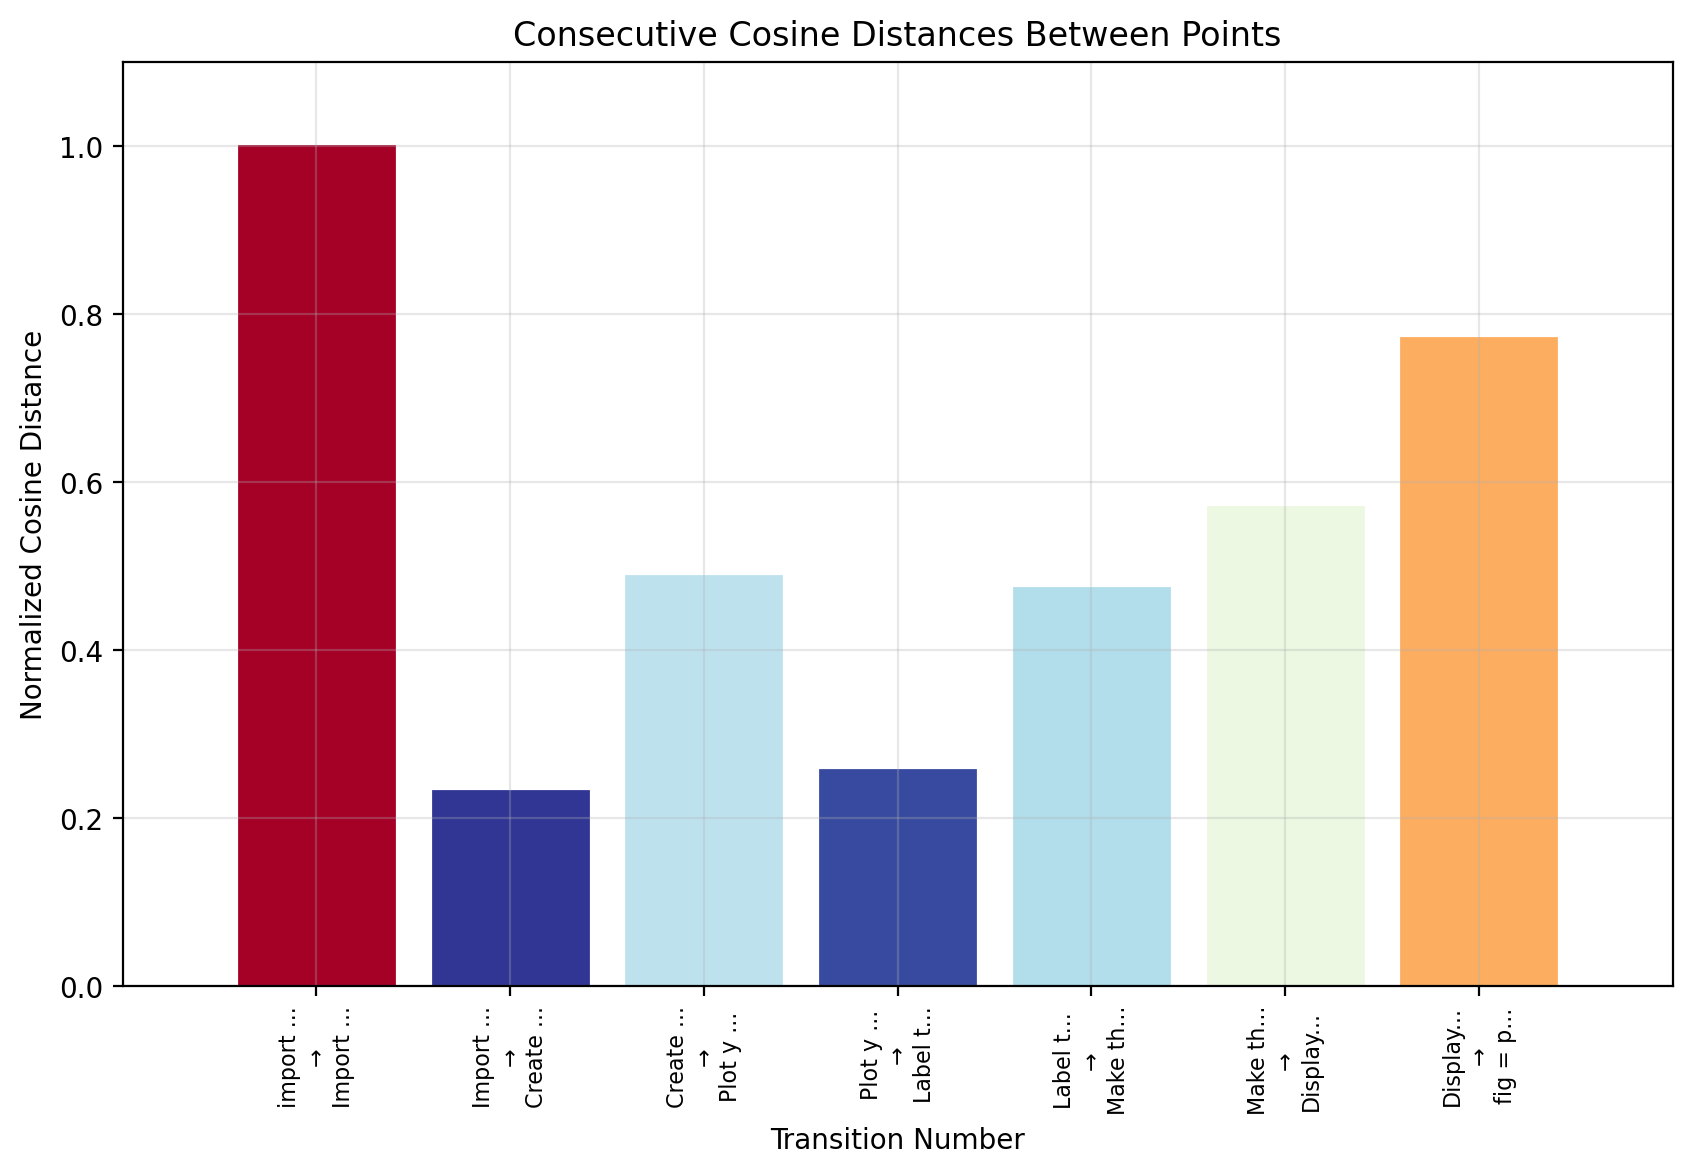 Consecutive Cosine Distances Between Points
Normalized Cosine Distance
1.0
0.8
0.6
0.4
0.2
0.0
import ...
→
Import ...
Import ...
→
Create ...
Create ...
→
Plot y ...
Plot y ...
→
Label t...
Label t...
→
Make th...
Make th...
→
Display...
Display...
→
fig = p...
Transition Number